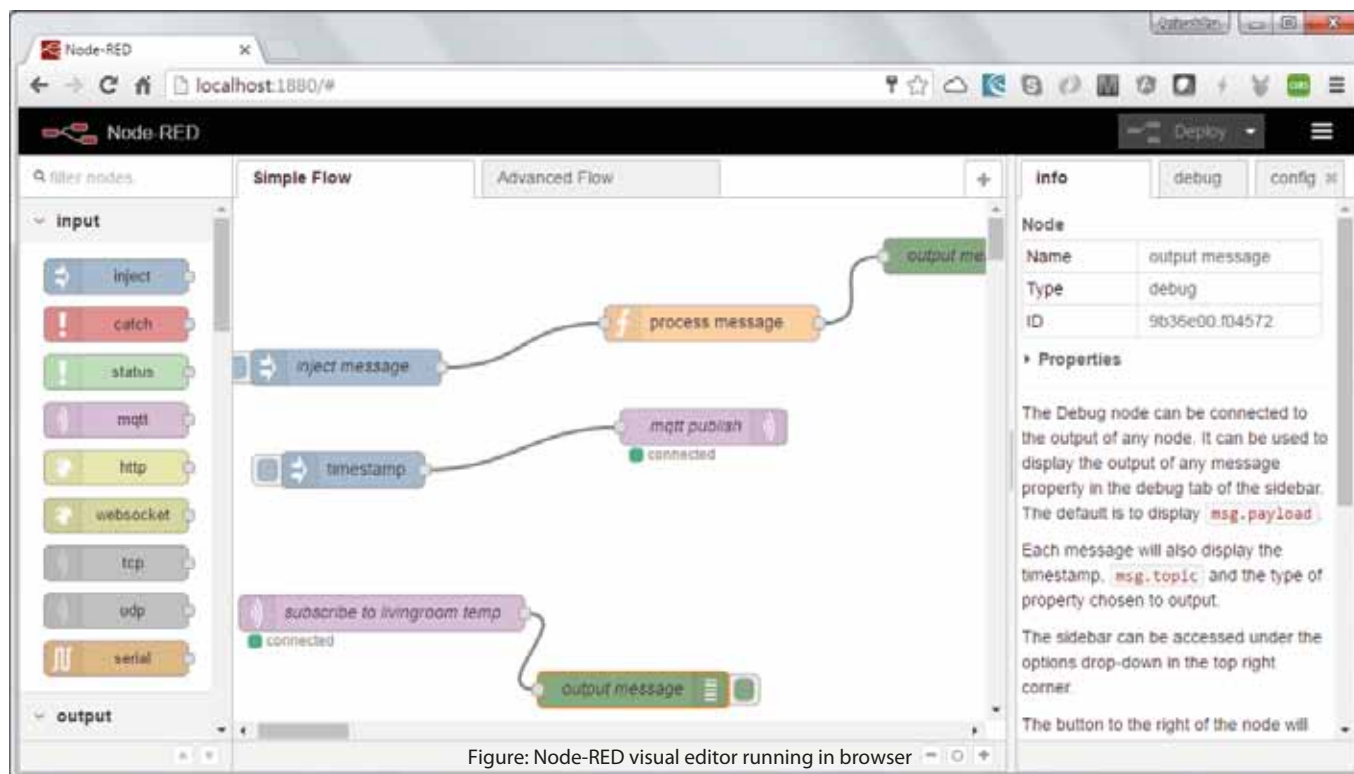 Node-RED
localhost:1880/#
Node-RED
Deploy
filter nodes
Simple Flow
Advanced Flow
+
info
debug
config
input
inject
catch
status
mqtt
http
websocket
tcp
udp
serial
output
output me
process message
inject message
mqtt publish
connected
timestamp
subscribe to livingroom temp
connected
output message
Node
Name output message
Type debug
ID 9b36e00.f04572
Properties
The Debug node can be connected to
the output of any node. It can be used to
display the output of any message
property in the debug tab of the sidebar.
The default is to display msg.payload.
Each message will also display the
timestamp, msg.topic and the type of
property chosen to output.
The sidebar can be accessed under the
options drop-down in the top right
corner.
The button to the right of the node will
Figure: Node-RED visual editor running in browser